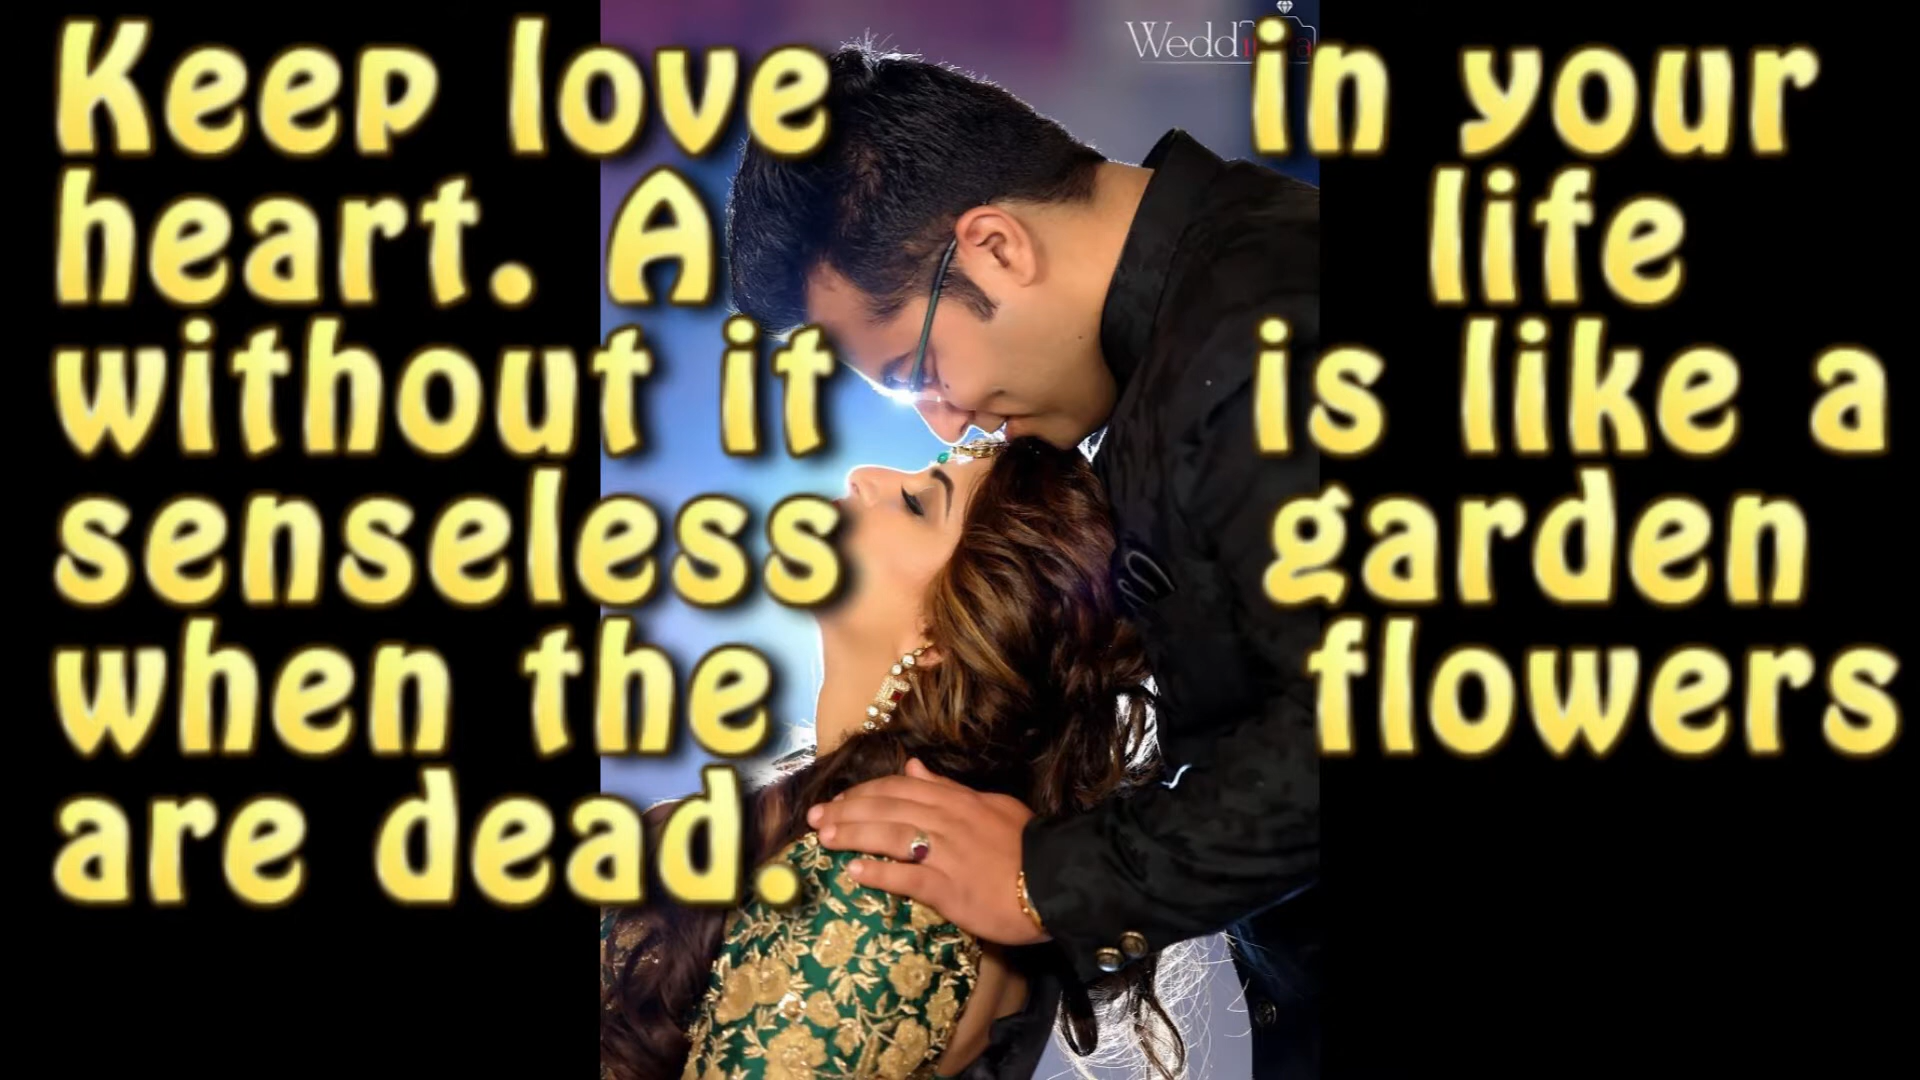 Keep love in your
heart. A life
without it is like a
senseless garden
when the flowers
are dead.